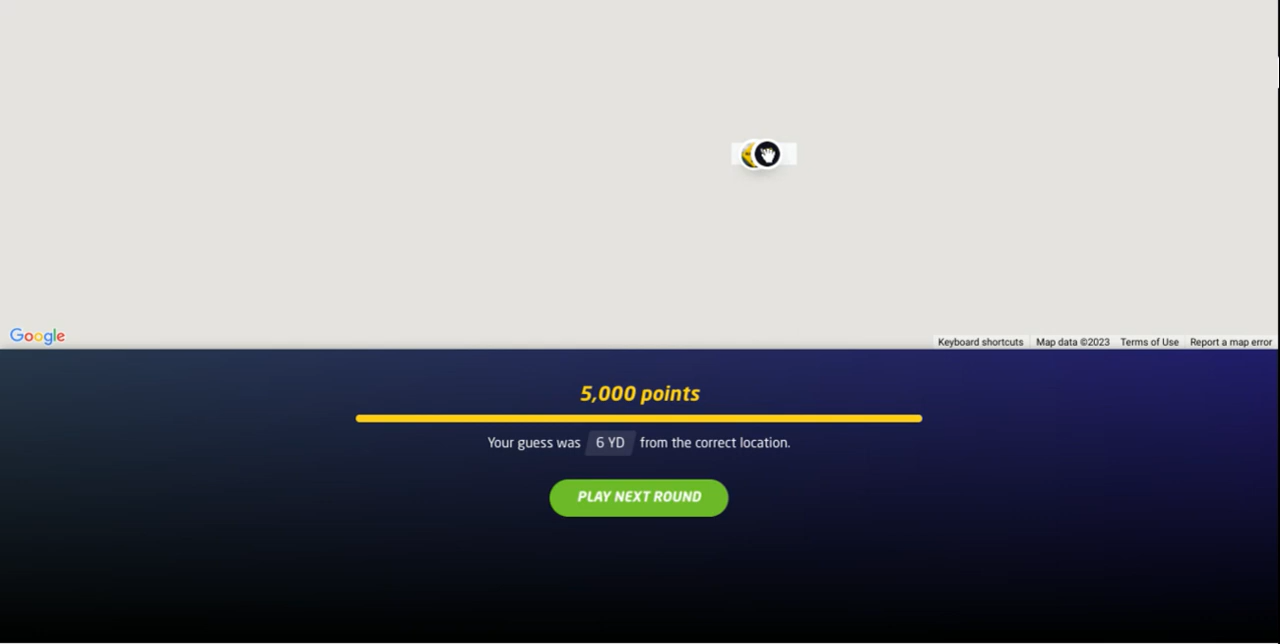 Google
Keyboard shortcuts Map data ©2023 Terms of Use Report a map error
5,000 points
Your guess was 6 YD from the correct location.
PLAY NEXT ROUND